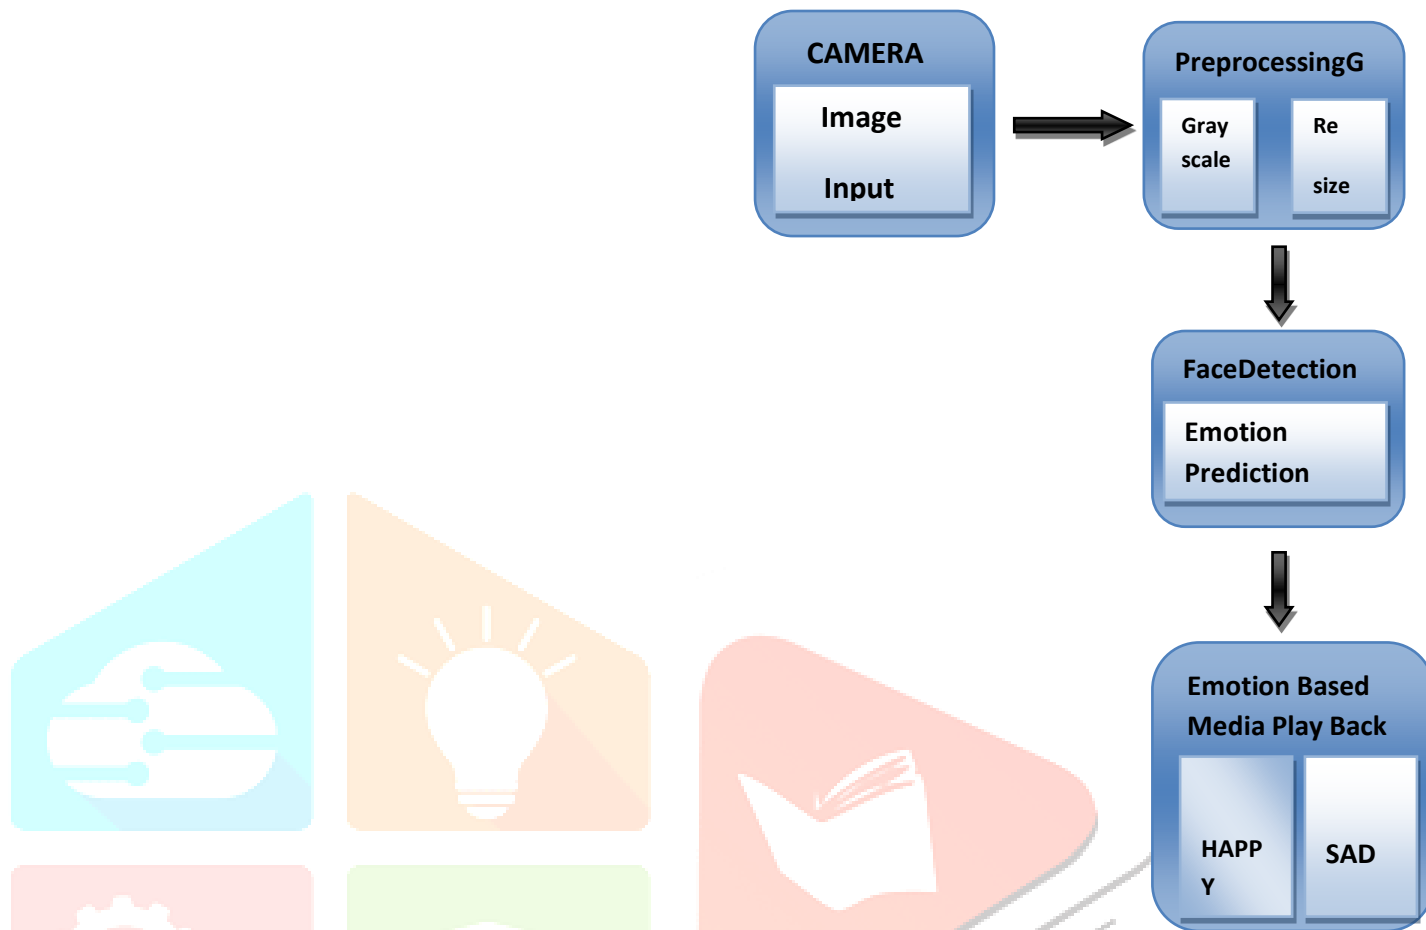 CAMERA
Image
Input
PreprocessingG
Gray
scale
Re
size
FaceDetection
Emotion
Prediction
Emotion Based
Media Play Back
HAPP
Y
SAD